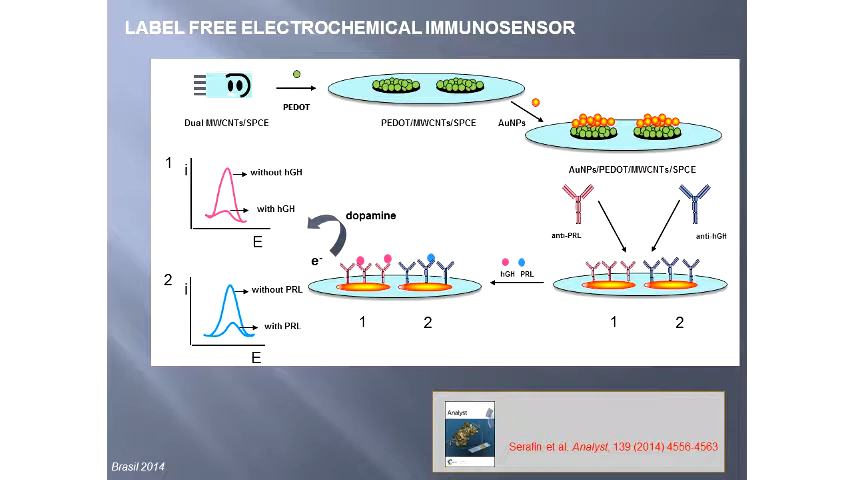 LABEL FREE ELECTROCHEMICAL IMMUNOSENSOR
PEDOT
Dual MWCNTs/SPCE
PEDOT/MWCNTS/SPCE
AuNPs
AuNPs/PEDOT/MWCNTs/SPCE
1
i
without hGH
with hGH
E
dopamine
e-
anti-PRL
anti-hGH
hGH PRL
1 2
1 2
2
i
without PRL
with PRL
E
Analyst
Serafín et al. Analyst, 139 (2014) 4556-4563
Brasil 2014